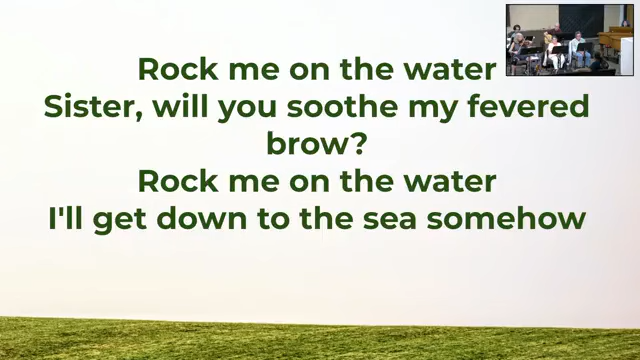 Rock me on the water
Sister, will you soothe my fevered
brow?
Rock me on the water
I'll get down to the sea somehow